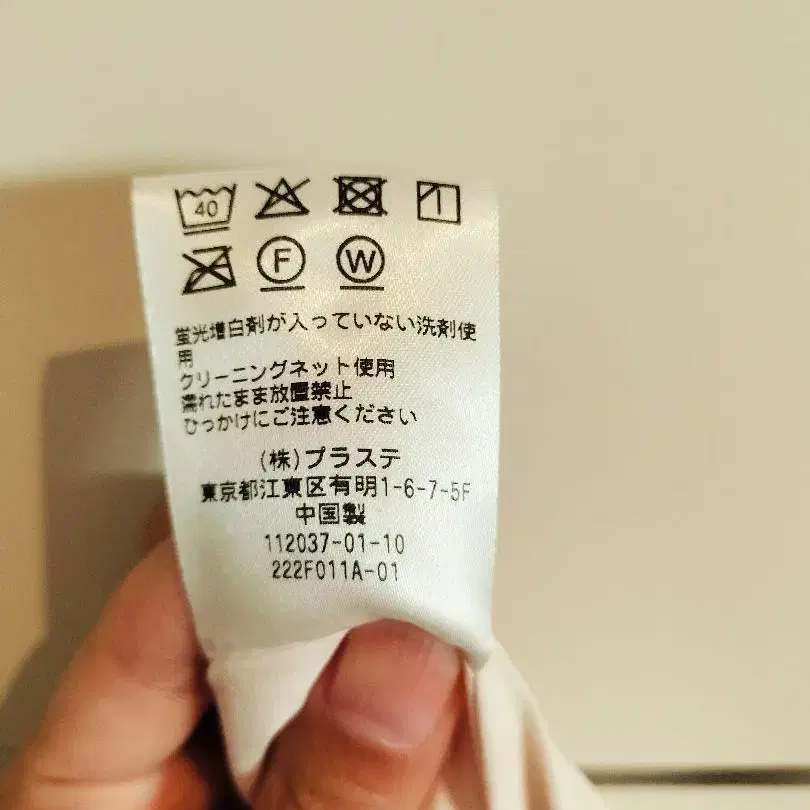 40
F W
蛍光増白剤が入っていない洗剤使
用
クリーニングネット使用
濡れたまま放置禁止
ひっかけにご注意ください
(株)プラステ
東京都江東区有明1-6-7-5F
中国製
112037-01-10
222F011A-01